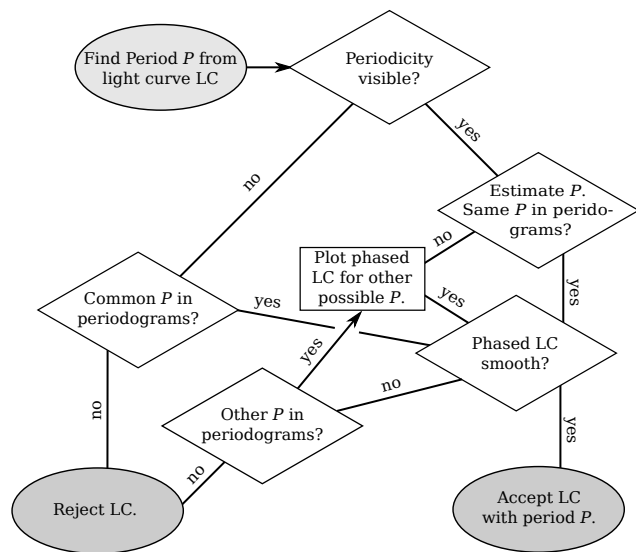 Find Period P from
light curve LC
Periodicity
visible?
yes
no
Estimate P.
Same P in perido-
grams?
no
yes
Plot phased
LC for other
possible P.
yes
Common P in
periodograms?
yes
Phased LC
smooth?
yes
no
no
Other P in
periodograms?
yes
no
Reject LC.
Accept LC
with period P.